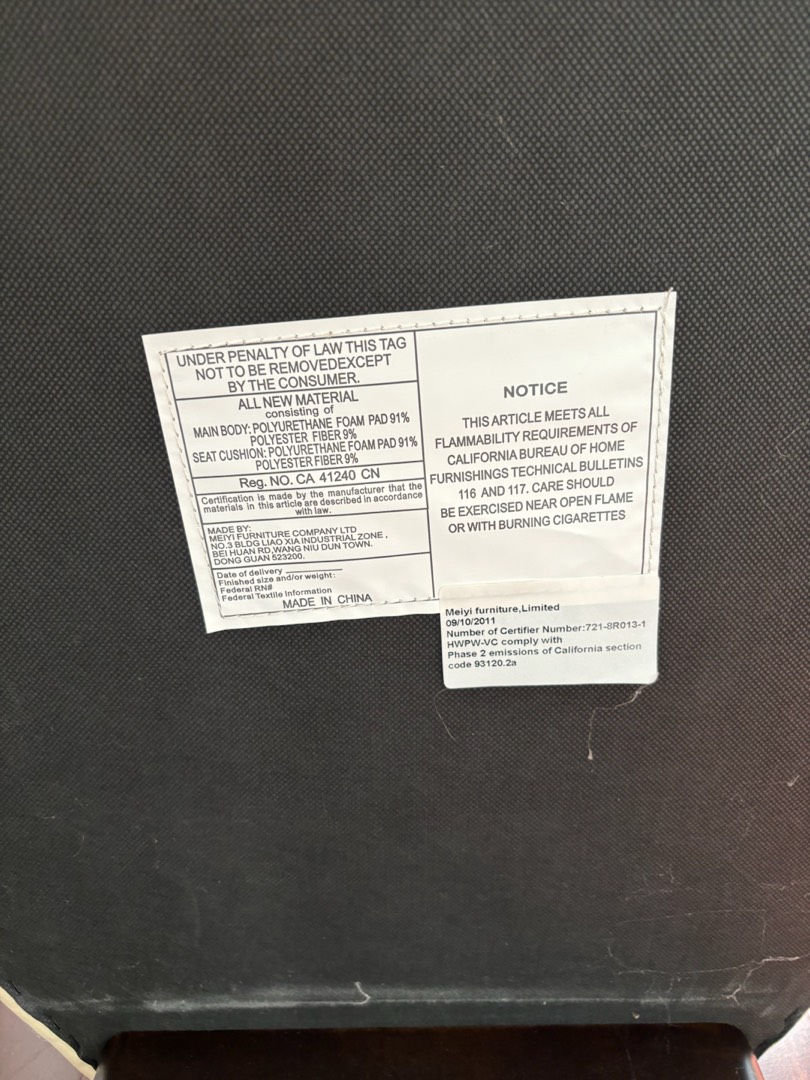 UNDER PENALTY OF LAW THIS TAG
NOT TO BE REMOVEDEXCEPT
BY THE CONSUMER.
ALL NEW MATERIAL
consisting of
MAIN BODY: POLYURETHANE FOAM PAD 91%
POLYESTER FIBER 9%
SEAT CUSHION: POLYURETHANE FOAM PAD 91%
POLYESTER FIBER 9%
Reg. NO. CA 41240 CN
Certification is made by the manufacturer that the
materials in this article are described in accordance
with law.
MADE BY:
MEIYI FURNITURE COMPANY LTD
NO.3 BLDG LIAO XIA INDUSTRIAL ZONE ,
BEI HUAN RD,WANG NIU DUN TOWN.
DONG GUAN 523200.
Date of delivery
Finished size and/or weight:
Federal RN#
Federal Textile Information
MADE IN CHINA
NOTICE
THIS ARTICLE MEETS ALL
FLAMMABILITY REQUIREMENTS OF
CALIFORNIA BUREAU OF HOME
FURNISHINGS TECHNICAL BULLETINS
116 AND 117. CARE SHOULD
BE EXERCISED NEAR OPEN FLAME
OR WITH BURNING CIGARETTES
Meiyi furniture,Limited
09/10/2011
Number of Certifier Number:721-8R013-1
HWPW-VC comply with
Phase 2 emissions of California section
code 93120.2a